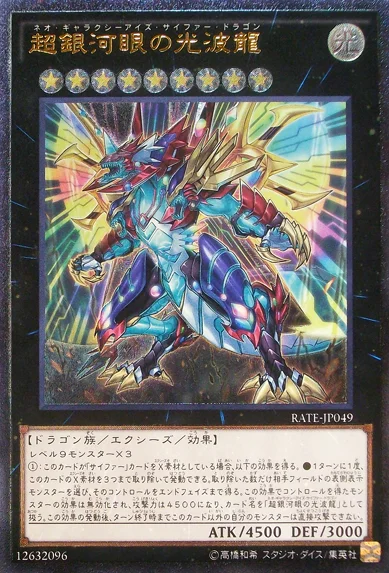 ネオ・ギャラクシーアイズ・サイファー・ドラゴン
超銀河眼の光波龍
光
RATE-JP049
【ドラゴン族/エクシーズ/効果】
レベル9モンスター×3
①:このカードが「サイファー」カードをX素材としている場合、以下の効果を得る。●1ターンに1度、
このカードのX素材を3つまで取り除いて発動できる。取り除いた数だけ相手フィールドの表側表示
モンスターを選び、そのコントロールをエンドフェイズまで得る。この効果でコントロールを得たモン
スターの効果は無効化され、攻撃力は4500になり、カード名を「超銀河眼の光波龍」として
扱う。この効果の発動後、ターン終了時までこのカード以外の自分のモンスターは直接攻撃できない。
ATK/4500 DEF/3000
12632096
©高橋和希 スタジオ・ダイス/集英社